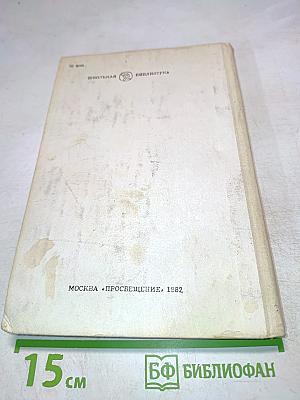 ШКОЛЬНАЯ БИБЛИОТЕКА
МОСКВА «ПРОСВЕЩЕНИЕ» 1982
15 см
БФ БИБЛИОФАН